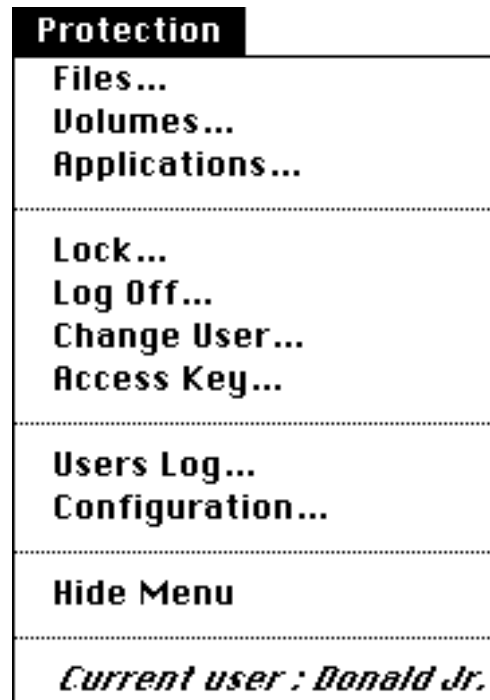 Protection
Files...
Volumes...
Applications...
Lock...
Log Off...
Change User...
Access Key...
Users Log...
Configuration...
Hide Menu
Current user : Donald Jr.